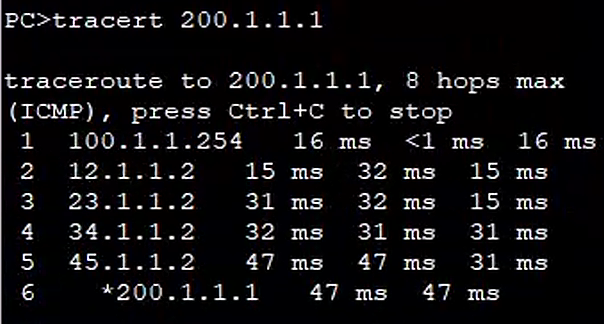 PC>tracert 200.1.1.1
traceroute to 200.1.1.1, 8 hops max
(ICMP), press Ctrl+C to stop
1 100.1.1.254 16 ms <1 ms 16 ms
2 12.1.1.2 15 ms 32 ms 15 ms
3 23.1.1.2 31 ms 32 ms 15 ms
4 34.1.1.2 32 ms 31 ms 31 ms
5 45.1.1.2 47 ms 47 ms 31 ms
6 *200.1.1.1 47 ms 47 ms